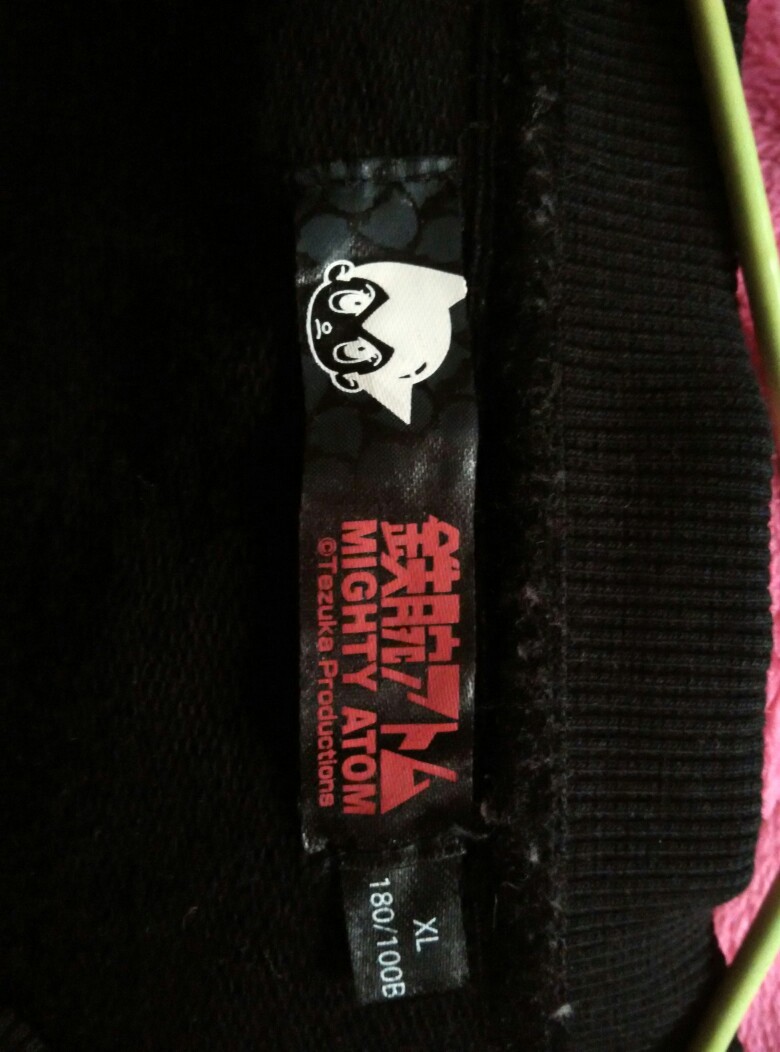 鉄腕アトム
MIGHTY ATOM
©Tezuka Productions
XL
180/100B